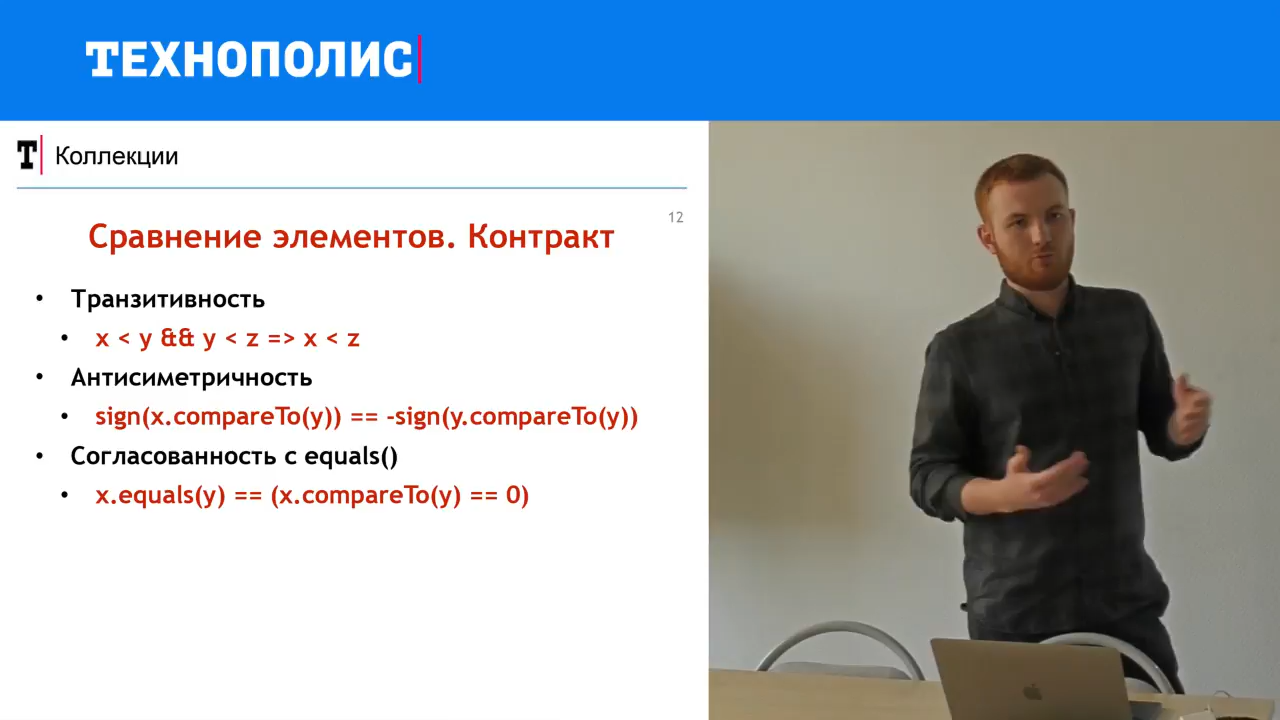 ТЕХНОПОЛИС
Т Коллекции
12
Сравнение элементов. Контракт
• Транзитивность
• x < y && y < z => x < z
• Антисиметричность
• sign(x.compareTo(y)) == -sign(y.compareTo(y))
• Согласованность с equals()
• x.equals(y) == (x.compareTo(y) == 0)